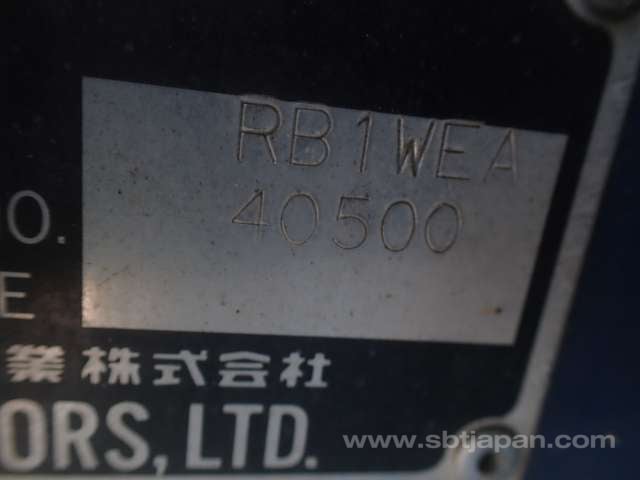 RB1WEA
O. 40500
E
業株式会社
ORS, LTD.
www.sbtjapan.com